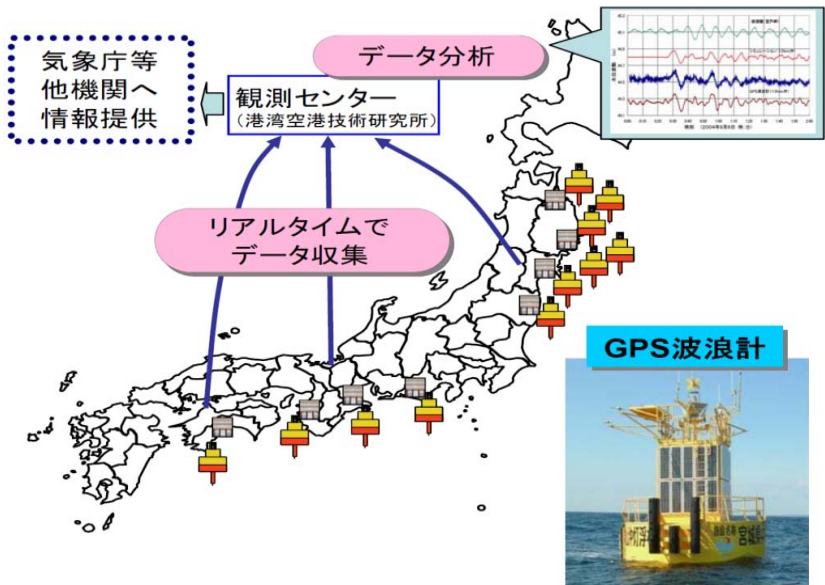 気象庁等
他機関へ
情報提供
データ分析
観測センター
(港湾空港技術研究所)
リアルタイムで
データ収集
GPS波浪計